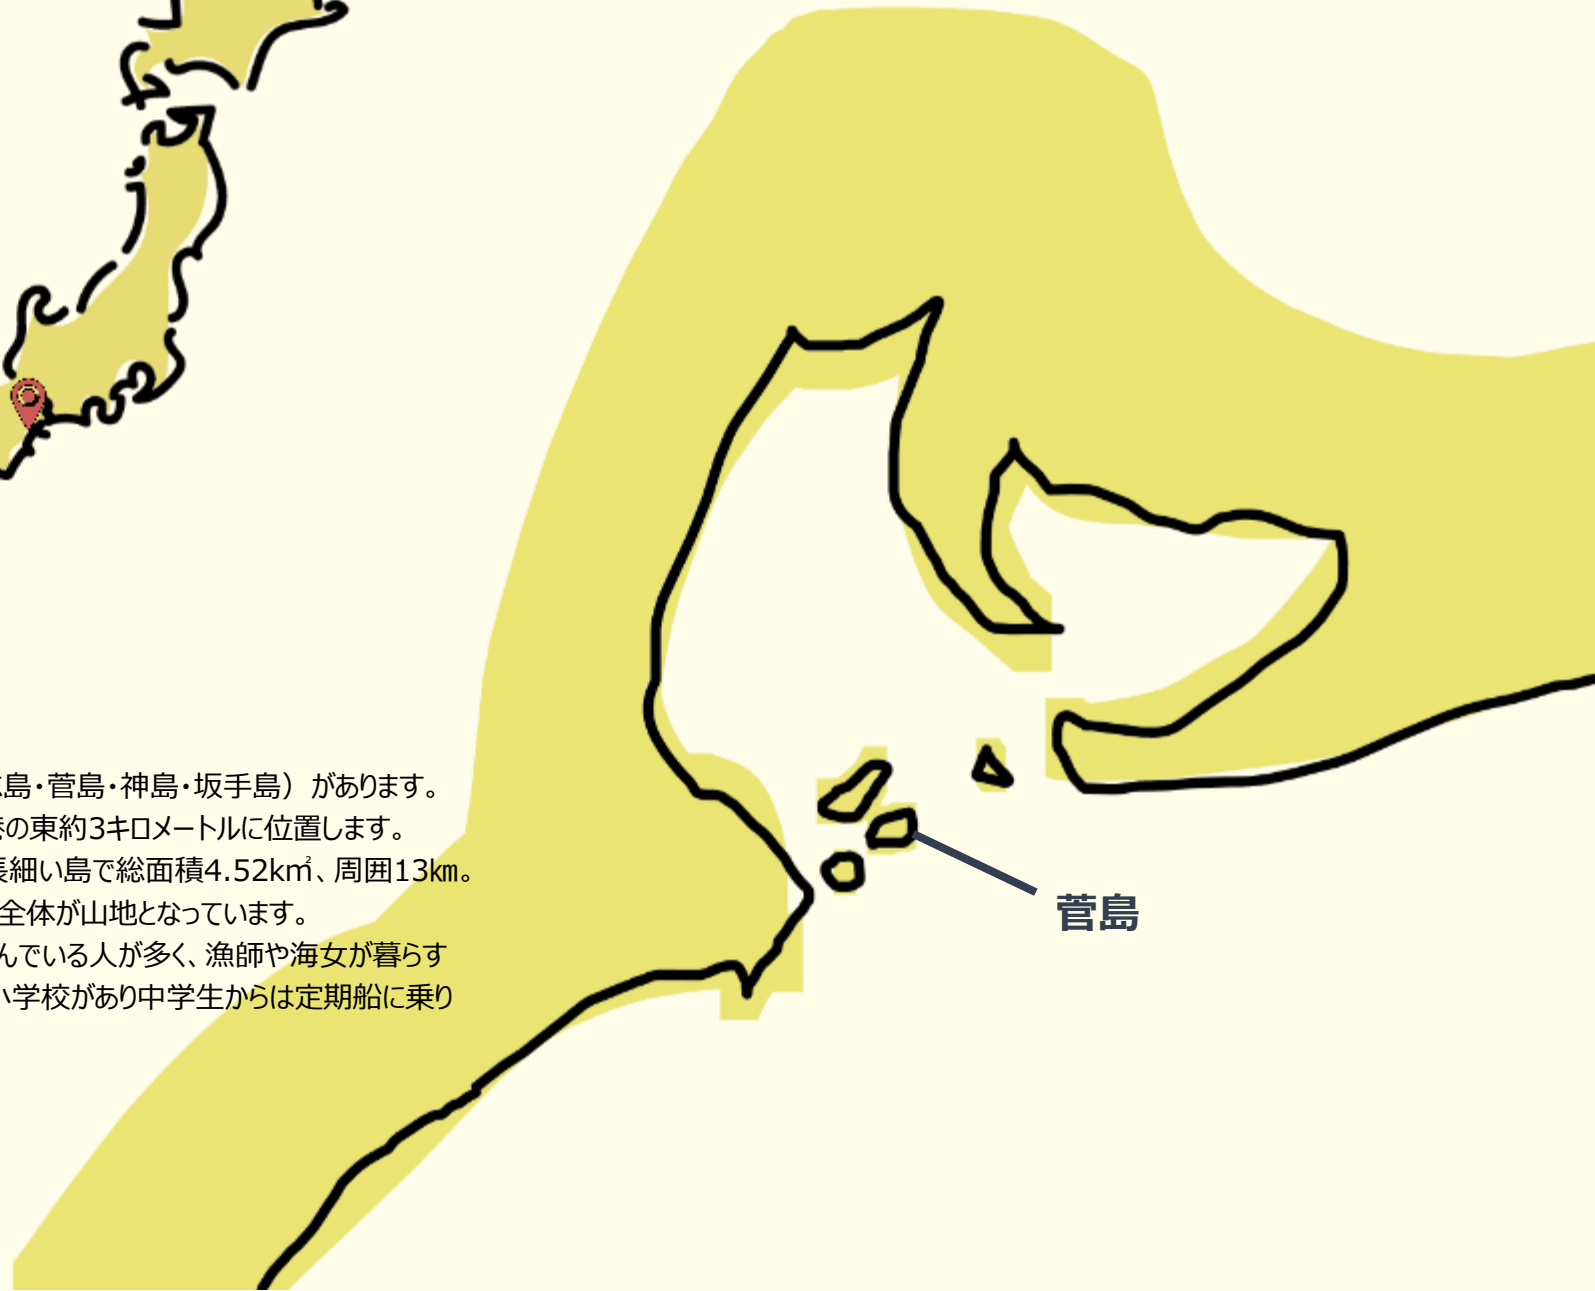 島・菅島・神島・坂手島）があります。
の東約3キロメートルに位置します。
細い島で総面積4.52k㎡、周囲13㎞。
全体が山地となっています。
んでいる人が多く、漁師や海女が暮らす
小学校があり中学生からは定期船に乗り
菅島